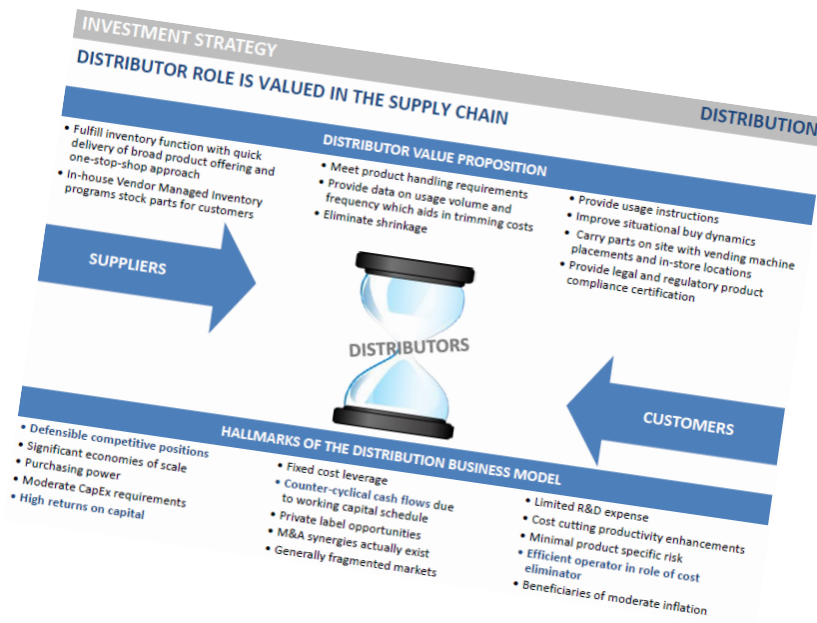 INVESTMENT STRATEGY
DISTRIBUTION
DISTRIBUTOR ROLE IS VALUED IN THE SUPPLY CHAIN
DISTRIBUTOR VALUE PROPOSITION
• Fulfill inventory function with quick
delivery of broad product offering and
one-stop-shop approach
• In-house Vendor Managed Inventory
programs stock parts for customers
• Meet product handling requirements
• Provide data on usage volume and
frequency which aids in trimming costs
• Eliminate shrinkage
• Provide usage instructions
• Improve situational buy dynamics
• Carry parts on site with vending machine
placements and in-store locations
• Provide legal and regulatory product
compliance certification
SUPPLIERS
DISTRIBUTORS
CUSTOMERS
HALLMARKS OF THE DISTRIBUTION BUSINESS MODEL
• Defensible competitive positions
• Significant economies of scale
• Purchasing power
• Moderate CapEx requirements
• High returns on capital
• Fixed cost leverage
• Counter-cyclical cash flows due
to working capital schedule
• Private label opportunities
• M&A synergies actually exist
• Generally fragmented markets
• Limited R&D expense
• Cost cutting productivity enhancements
• Minimal product specific risk
• Efficient operator in role of cost
eliminator
• Beneficiaries of moderate inflation